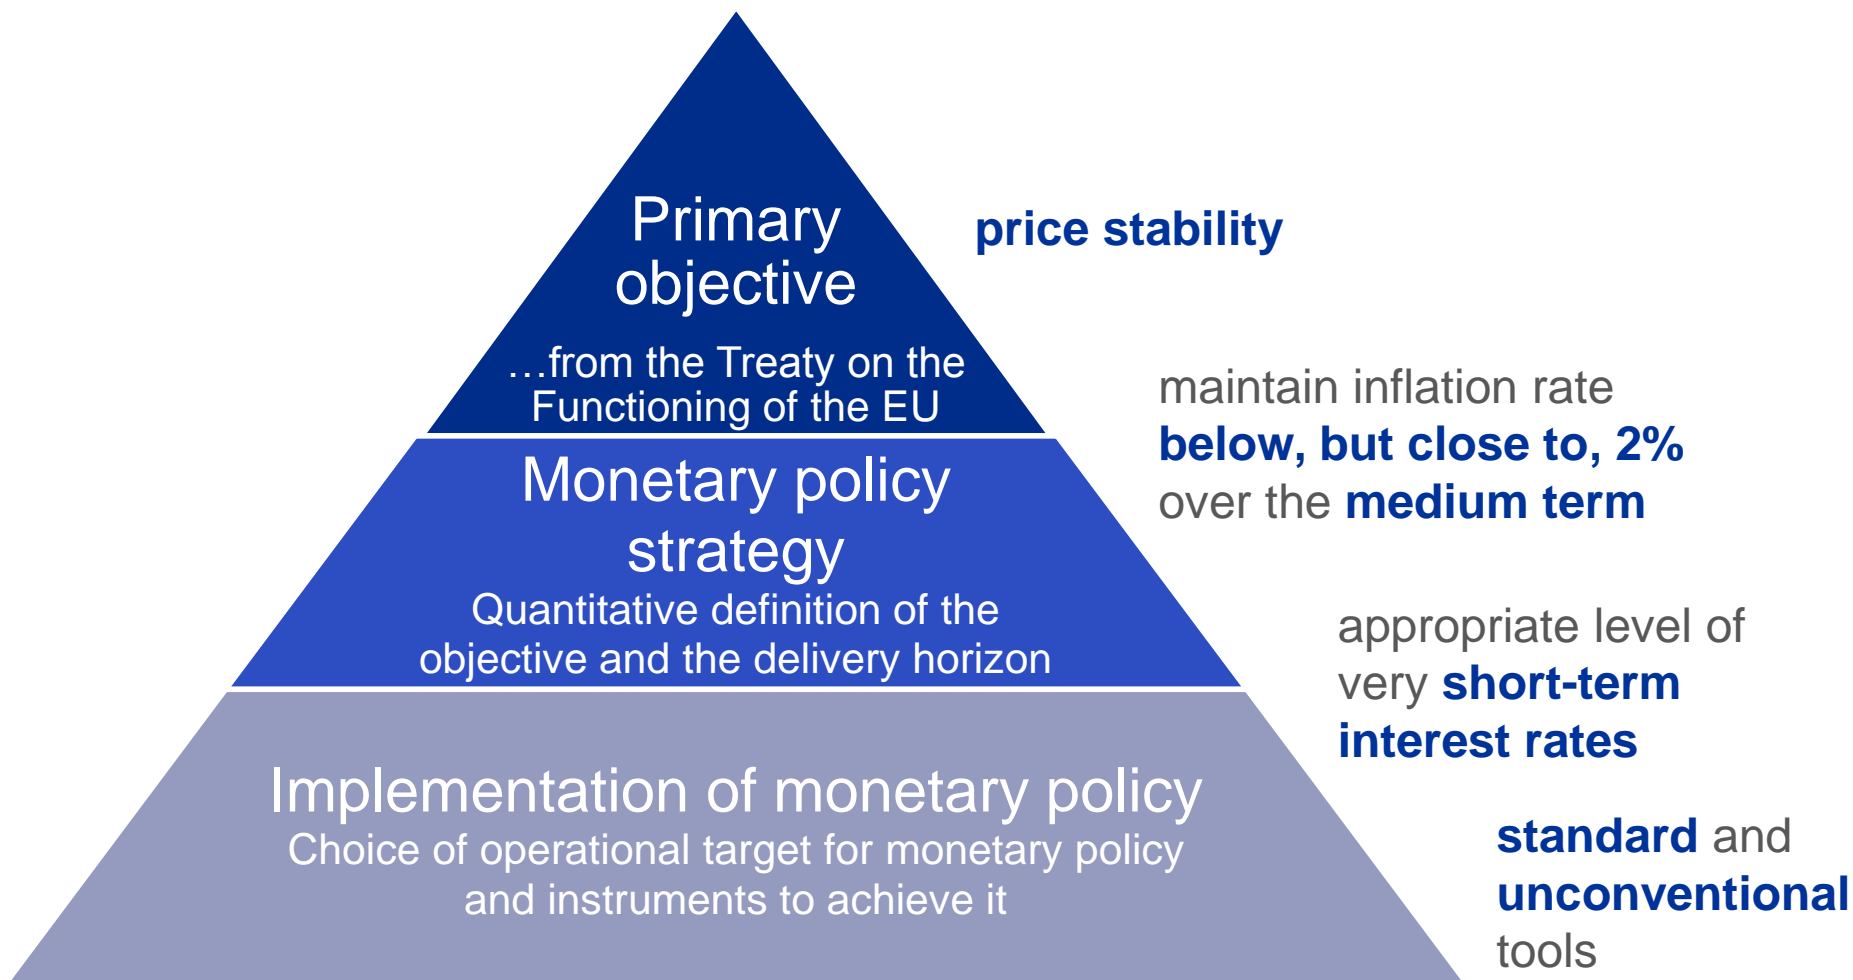 Primary
objective
…from the Treaty on the
Functioning of the EU
price stability
Monetary policy
strategy
Quantitative definition of the
objective and the delivery horizon
maintain inflation rate
below, but close to, 2%
over the medium term
Implementation of monetary policy
Choice of operational target for monetary policy
and instruments to achieve it
appropriate level of
very short-term
interest rates
standard and
unconventional
tools